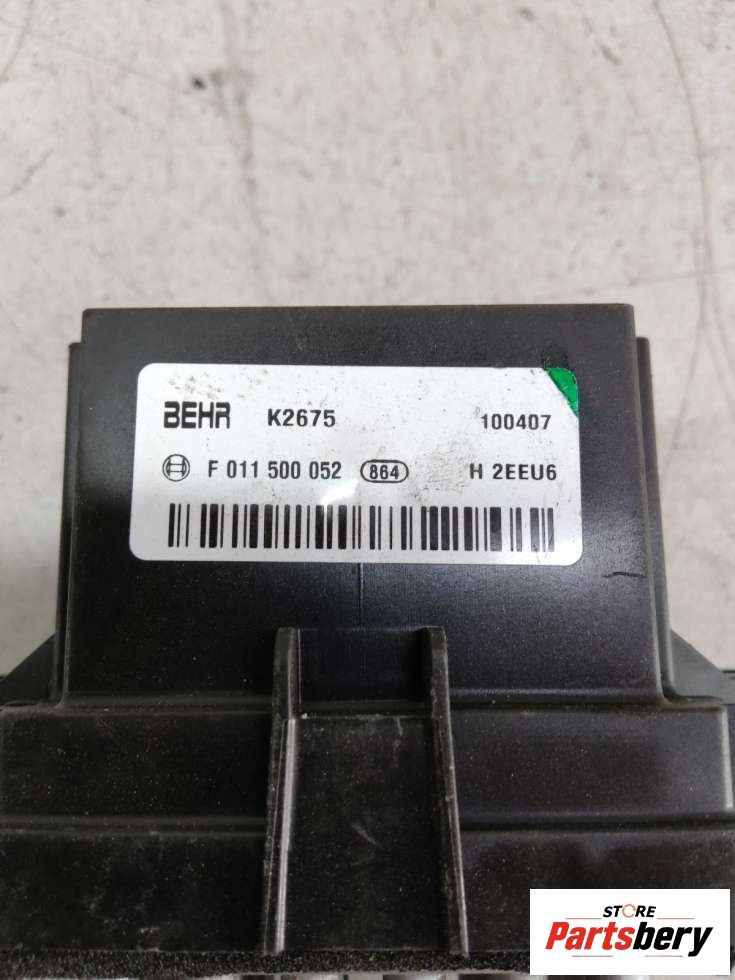 BEHR K2675 100407
F 011 500 052 864 H 2EEU6
STORE
Partsbery